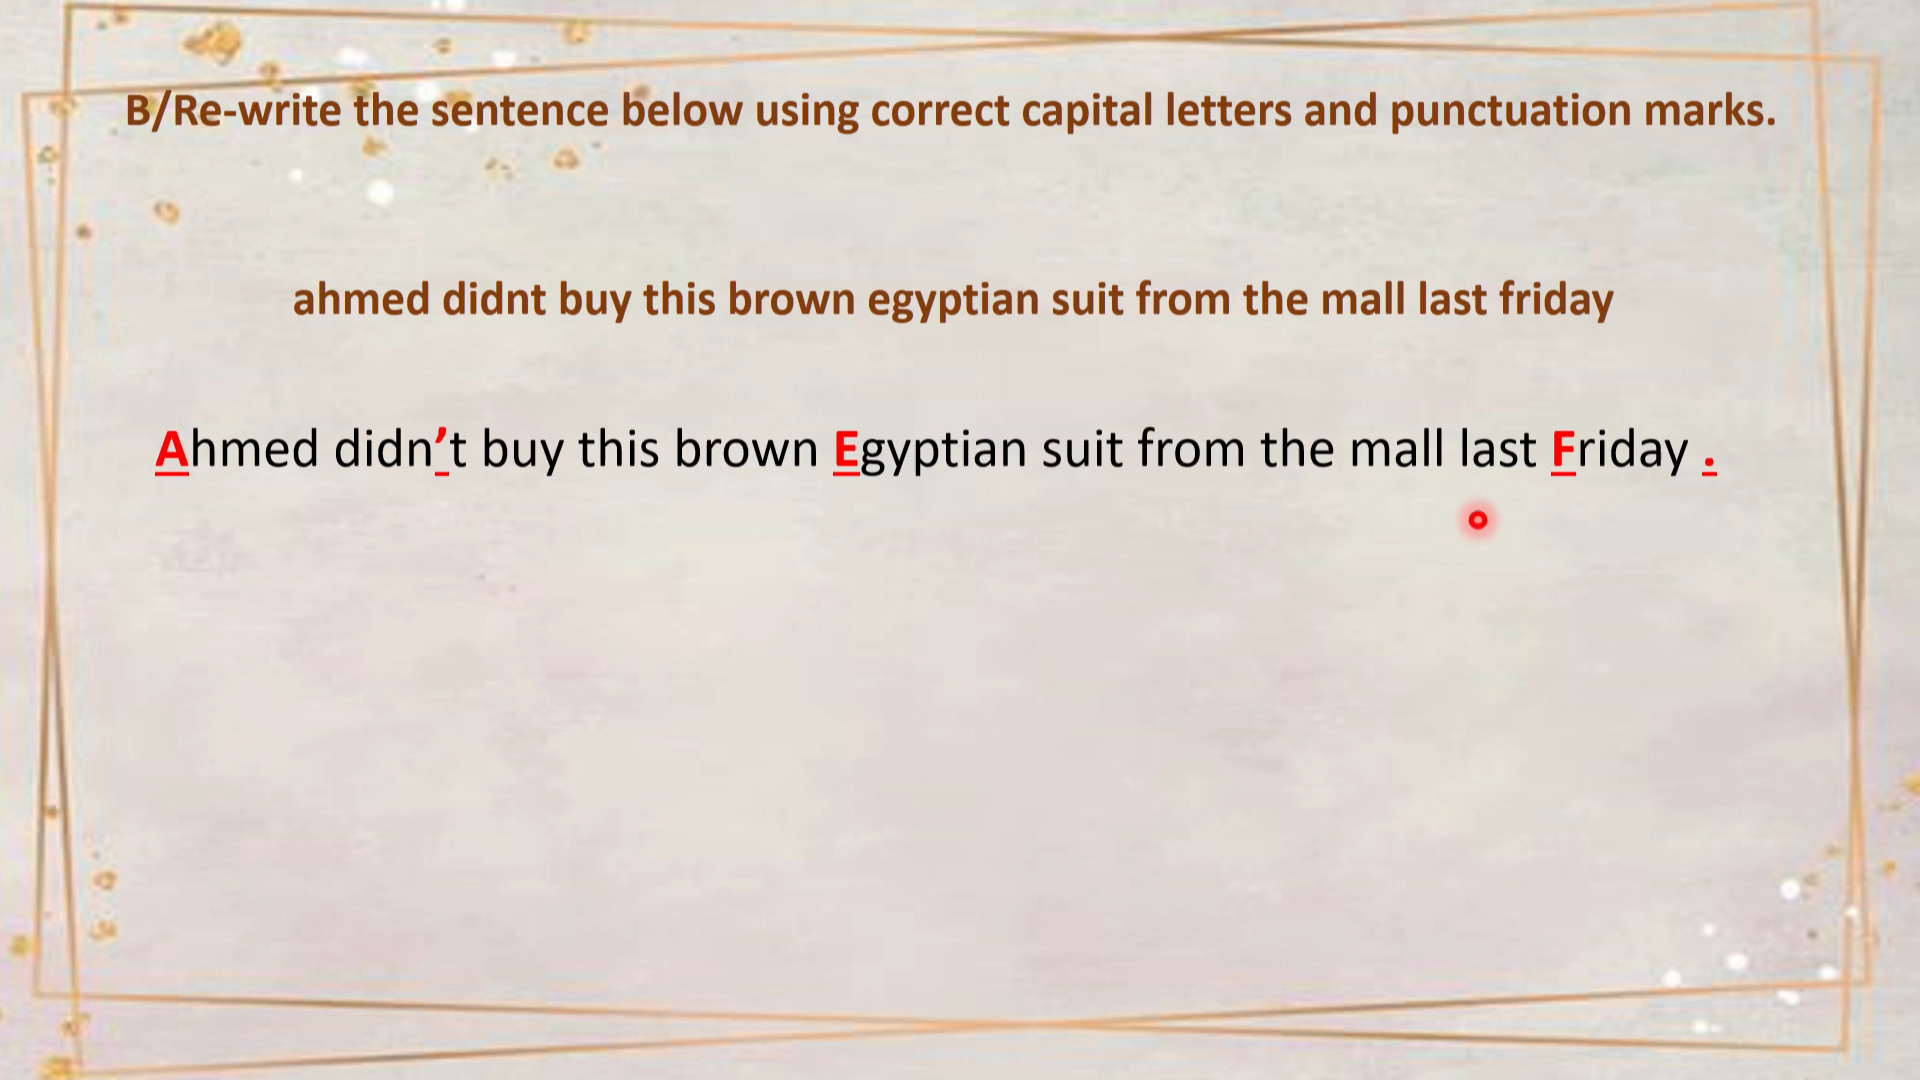 B/Re-write the sentence below using correct capital letters and punctuation marks.
ahmed didnt buy this brown egyptian suit from the mall last friday
Ahmed didn’t buy this brown Egyptian suit from the mall last Friday .